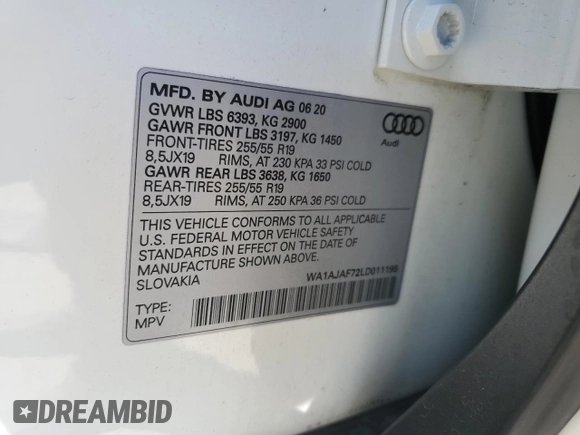 MFD. BY AUDI AG 06 20
GVWR LBS 6393, KG 2900
GAWR FRONT LBS 3197, KG 1450
FRONT-TIRES 255/55 R19
8,5JX19 RIMS, AT 230 KPA 33 PSI COLD
GAWR REAR LBS 3638, KG 1650
REAR-TIRES 255/55 R19
8,5JX19 RIMS, AT 250 KPA 36 PSI COLD
Audi
THIS VEHICLE CONFORMS TO ALL APPLICABLE
U.S. FEDERAL MOTOR VEHICLE SAFETY
STANDARDS IN EFFECT ON THE DATE OF
MANUFACTURE SHOWN ABOVE.
SLOVAKIA
WA1AJAF72LD011195
TYPE:
MPV
DREAMBID